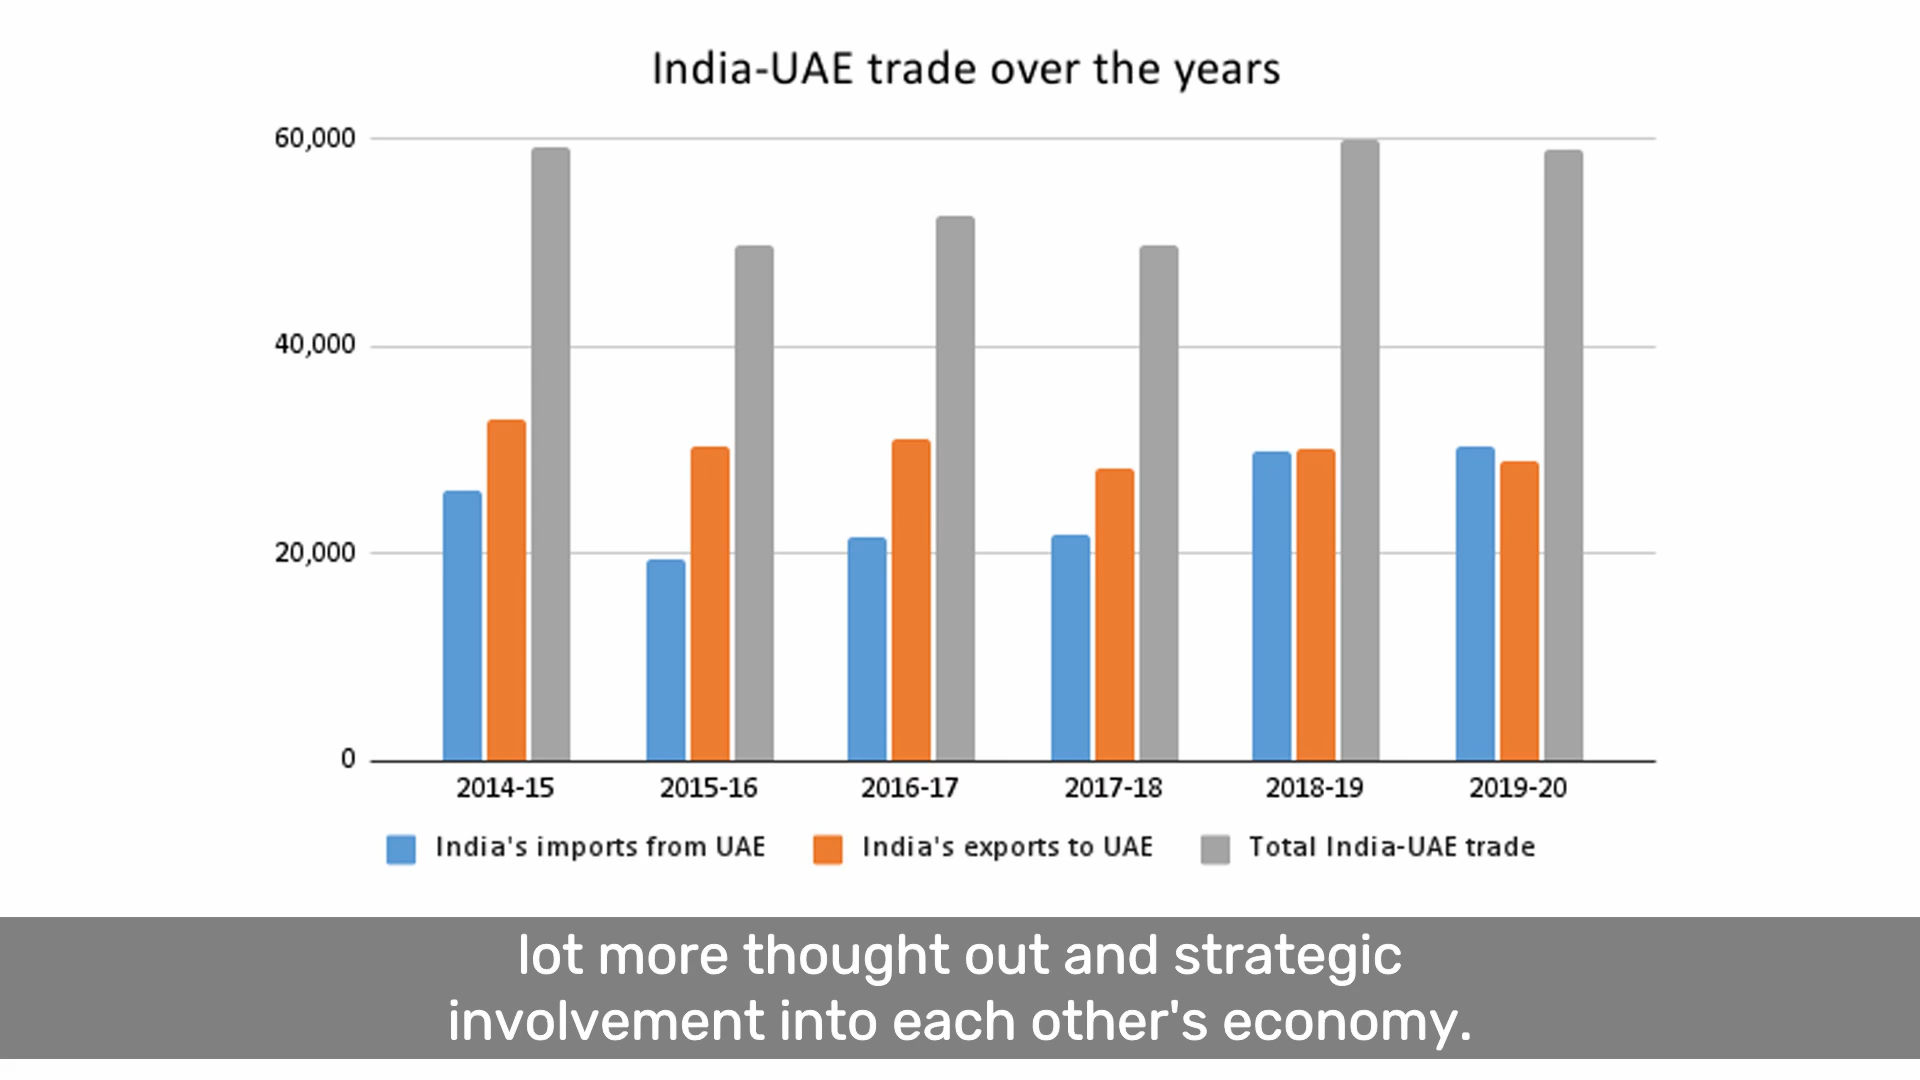 India-UAE trade over the years
60,000
40,000
20,000
0
2014-15 2015-16 2016-17 2017-18 2018-19 2019-20
India's imports from UAE India's exports to UAE Total India-UAE trade
lot more thought out and strategic
involvement into each other's economy.